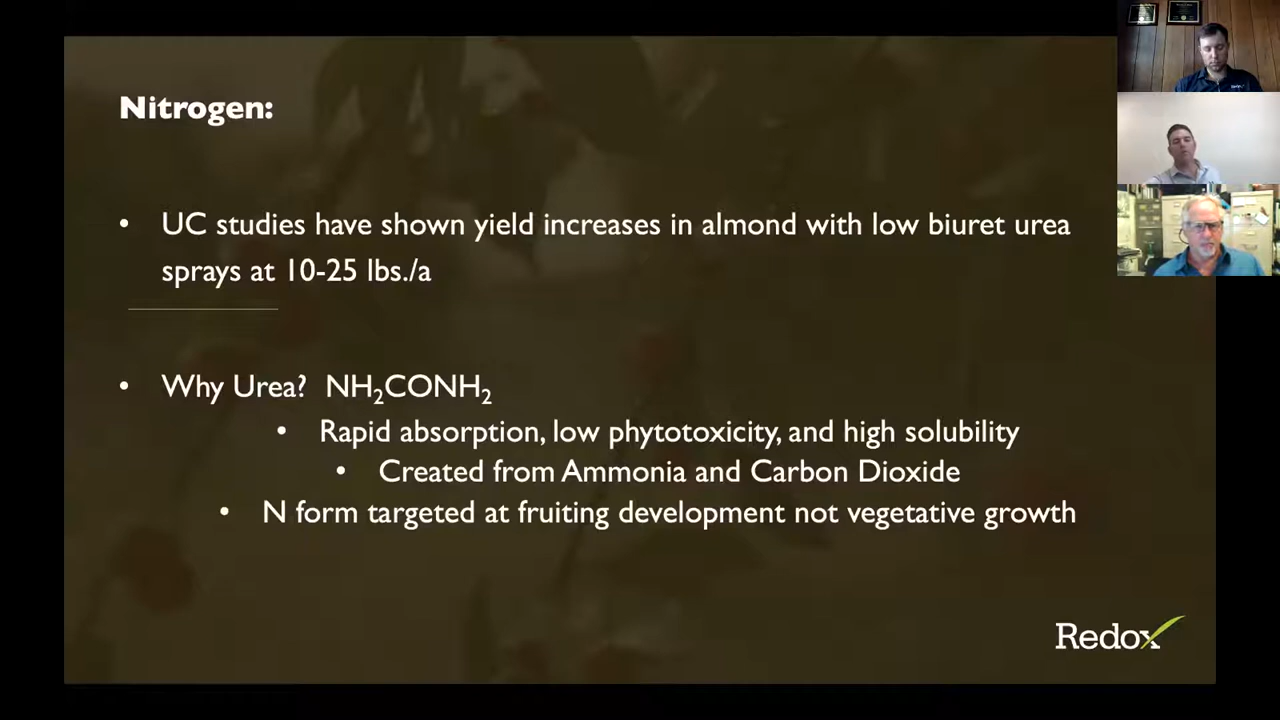 Nitrogen:
• UC studies have shown yield increases in almond with low biuret urea
sprays at 10-25 lbs./a
• Why Urea? NH₂CONH₂
• Rapid absorption, low phytotoxicity, and high solubility
• Created from Ammonia and Carbon Dioxide
• N form targeted at fruiting development not vegetative growth
Redox